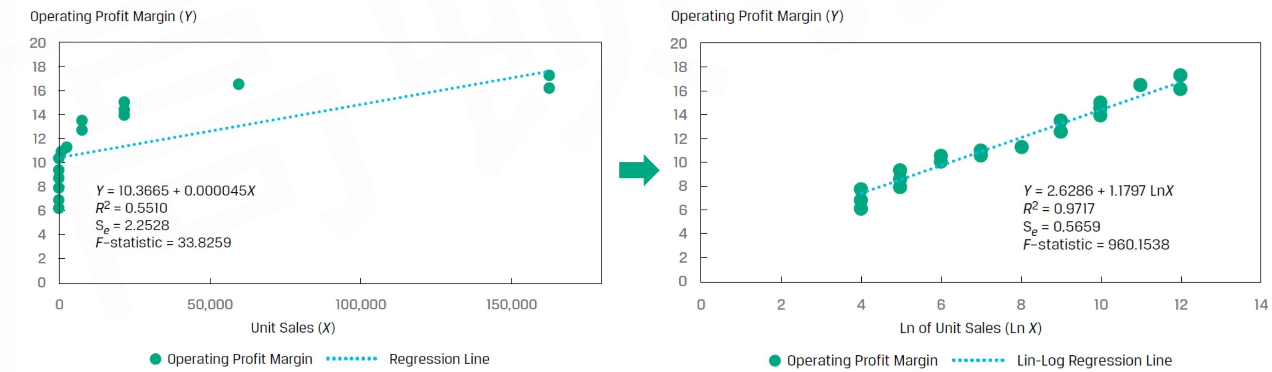 Operating Profit Margin (Y)
20
18
16
14
12
10
8
6
4
2
0
Y = 10.3665 + 0.000045X
R² = 0.5510
Sₑ = 2.2528
F-statistic = 33.8259
0
50,000
100,000
150,000
Unit Sales (X)
Operating Profit Margin
Regression Line
Operating Profit Margin (Y)
20
18
16
14
12
10
8
6
4
2
0
Y = 2.6286 + 1.1797 LnX
R² = 0.9717
Sₑ = 0.5659
F-statistic = 960.1538
0
2
4
6
8
10
12
14
Ln of Unit Sales (Ln X)
Operating Profit Margin
Lin-Log Regression Line